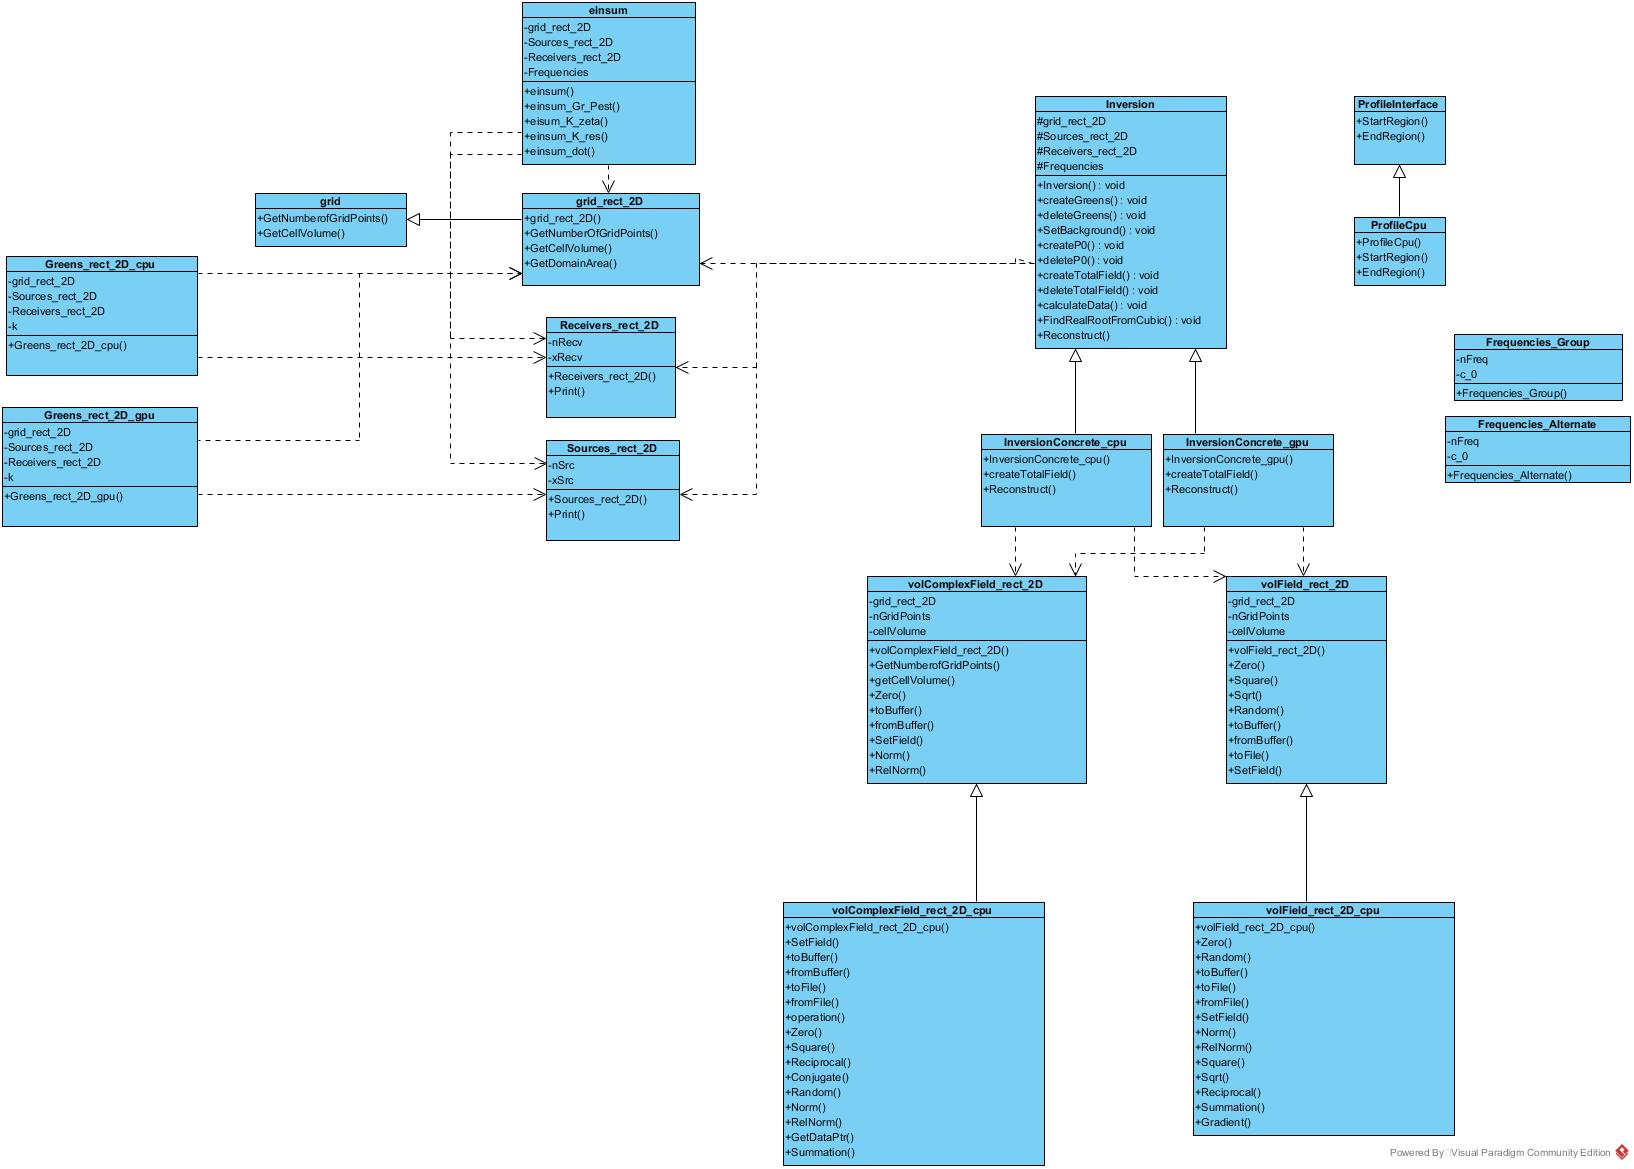 einsum
-grid_rect_2D
-Sources_rect_2D
-Receivers_rect_2D
-Frequencies
+einsum()
+einsum_Gr_Pest()
+eisum_K_zeta()
+einsum_K_res()
+einsum_dot()
Inversion
#grid_rect_2D
#Sources_rect_2D
#Receivers_rect_2D
#Frequencies
+Inversion() : void
+createGreens() : void
+deleteGreens() : void
+SetBackground() : void
+createP0() : void
+deleteP0() : void
+createTotalField() : void
+deleteTotalField() : void
+calculateData() : void
+FindRealRootFromCubic() : void
+Reconstruct()
ProfileInterface
+StartRegion()
+EndRegion()
grid
+GetNumberofGridPoints()
+GetCellVolume()
grid_rect_2D
+grid_rect_2D()
+GetNumberOfGridPoints()
+GetCellVolume()
+GetDomainArea()
ProfileCpu
+ProfileCpu()
+StartRegion()
+EndRegion()
Greens_rect_2D_cpu
-grid_rect_2D
-Sources_rect_2D
-Receivers_rect_2D
-k
+Greens_rect_2D_cpu()
Receivers_rect_2D
-nRecv
-xRecv
+Receivers_rect_2D()
+Print()
Frequencies_Group
-nFreq
-c_0
+Frequencies_Group()
Greens_rect_2D_gpu
-grid_rect_2D
-Sources_rect_2D
-Receivers_rect_2D
-k
+Greens_rect_2D_gpu()
Sources_rect_2D
-nSrc
-xSrc
+Sources_rect_2D()
+Print()
Frequencies_Alternate
-nFreq
-c_0
+Frequencies_Alternate()
InversionConcrete_cpu
+InversionConcrete_cpu()
+createTotalField()
+Reconstruct()
InversionConcrete_gpu
+InversionConcrete_gpu()
+createTotalField()
+Reconstruct()
volComplexField_rect_2D
-grid_rect_2D
-nGridPoints
-cellVolume
+volComplexField_rect_2D()
+GetNumberofGridPoints()
+getCellVolume()
+Zero()
+toBuffer()
+fromBuffer()
+SetField()
+Norm()
+RelNorm()
volField_rect_2D
-grid_rect_2D
-nGridPoints
-cellVolume
+volField_rect_2D()
+Zero()
+Square()
+Sqrt()
+Random()
+toBuffer()
+fromBuffer()
+toFile()
+SetField()
volComplexField_rect_2D_cpu
+volComplexField_rect_2D_cpu()
+SetField()
+toBuffer()
+fromBuffer()
+toFile()
+fromFile()
+operation()
+Zero()
+Square()
+Reciprocal()
+Conjugate()
+Random()
+Norm()
+RelNorm()
+GetDataPtr()
+Summation()
volField_rect_2D_cpu
+volField_rect_2D_cpu()
+Zero()
+Random()
+toBuffer()
+toFile()
+fromFile()
+SetField()
+Norm()
+RelNorm()
+Square()
+Sqrt()
+Reciprocal()
+Summation()
+Gradient()
Powered By Visual Paradigm Community Edition